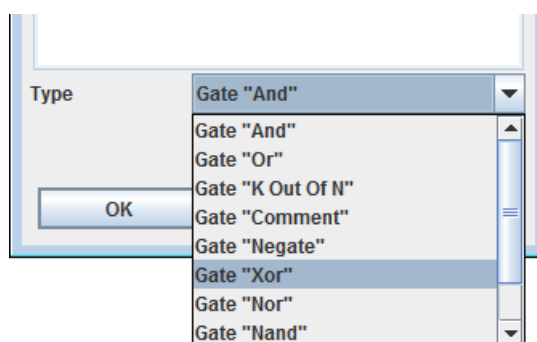 Type Gate "And"
Gate "And"
Gate "Or"
Gate "K Out Of N"
OK Gate "Comment"
Gate "Negate"
Gate "Xor"
Gate "Nor"
Gate "Nand"